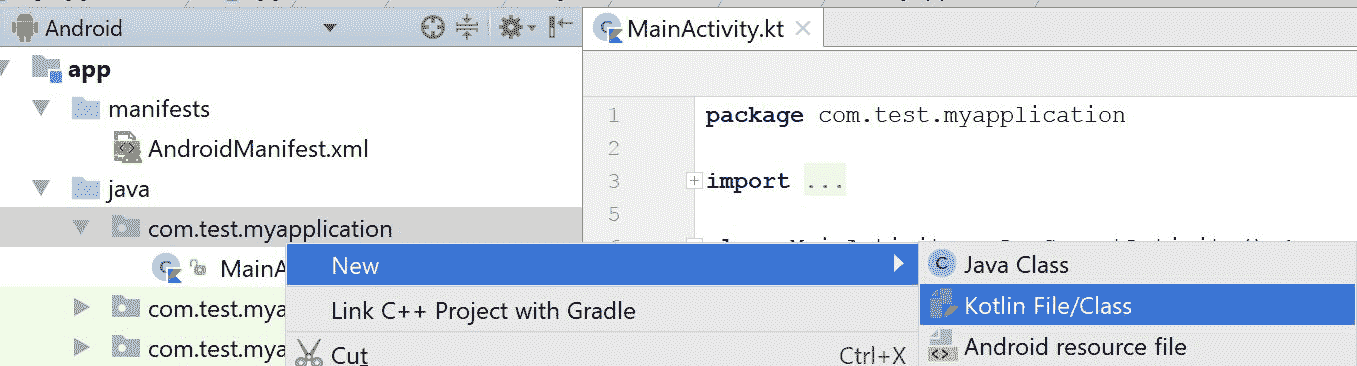 Android
app
manifests
AndroidManifest.xml
java
com.test.myapplication
MainA
com.test.mya
com.test.mya
MainActivity.kt
1 package com.test.myapplication
2
3 import ...
5
New
Link C++ Project with Gradle
Cut Ctrl+X
Java Class
Kotlin File/Class
Android resource file